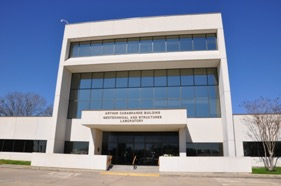 ARTHUR CASAGRANDE BUILDING
GEOTECHNICAL AND STRUCTURES
LABORATORY